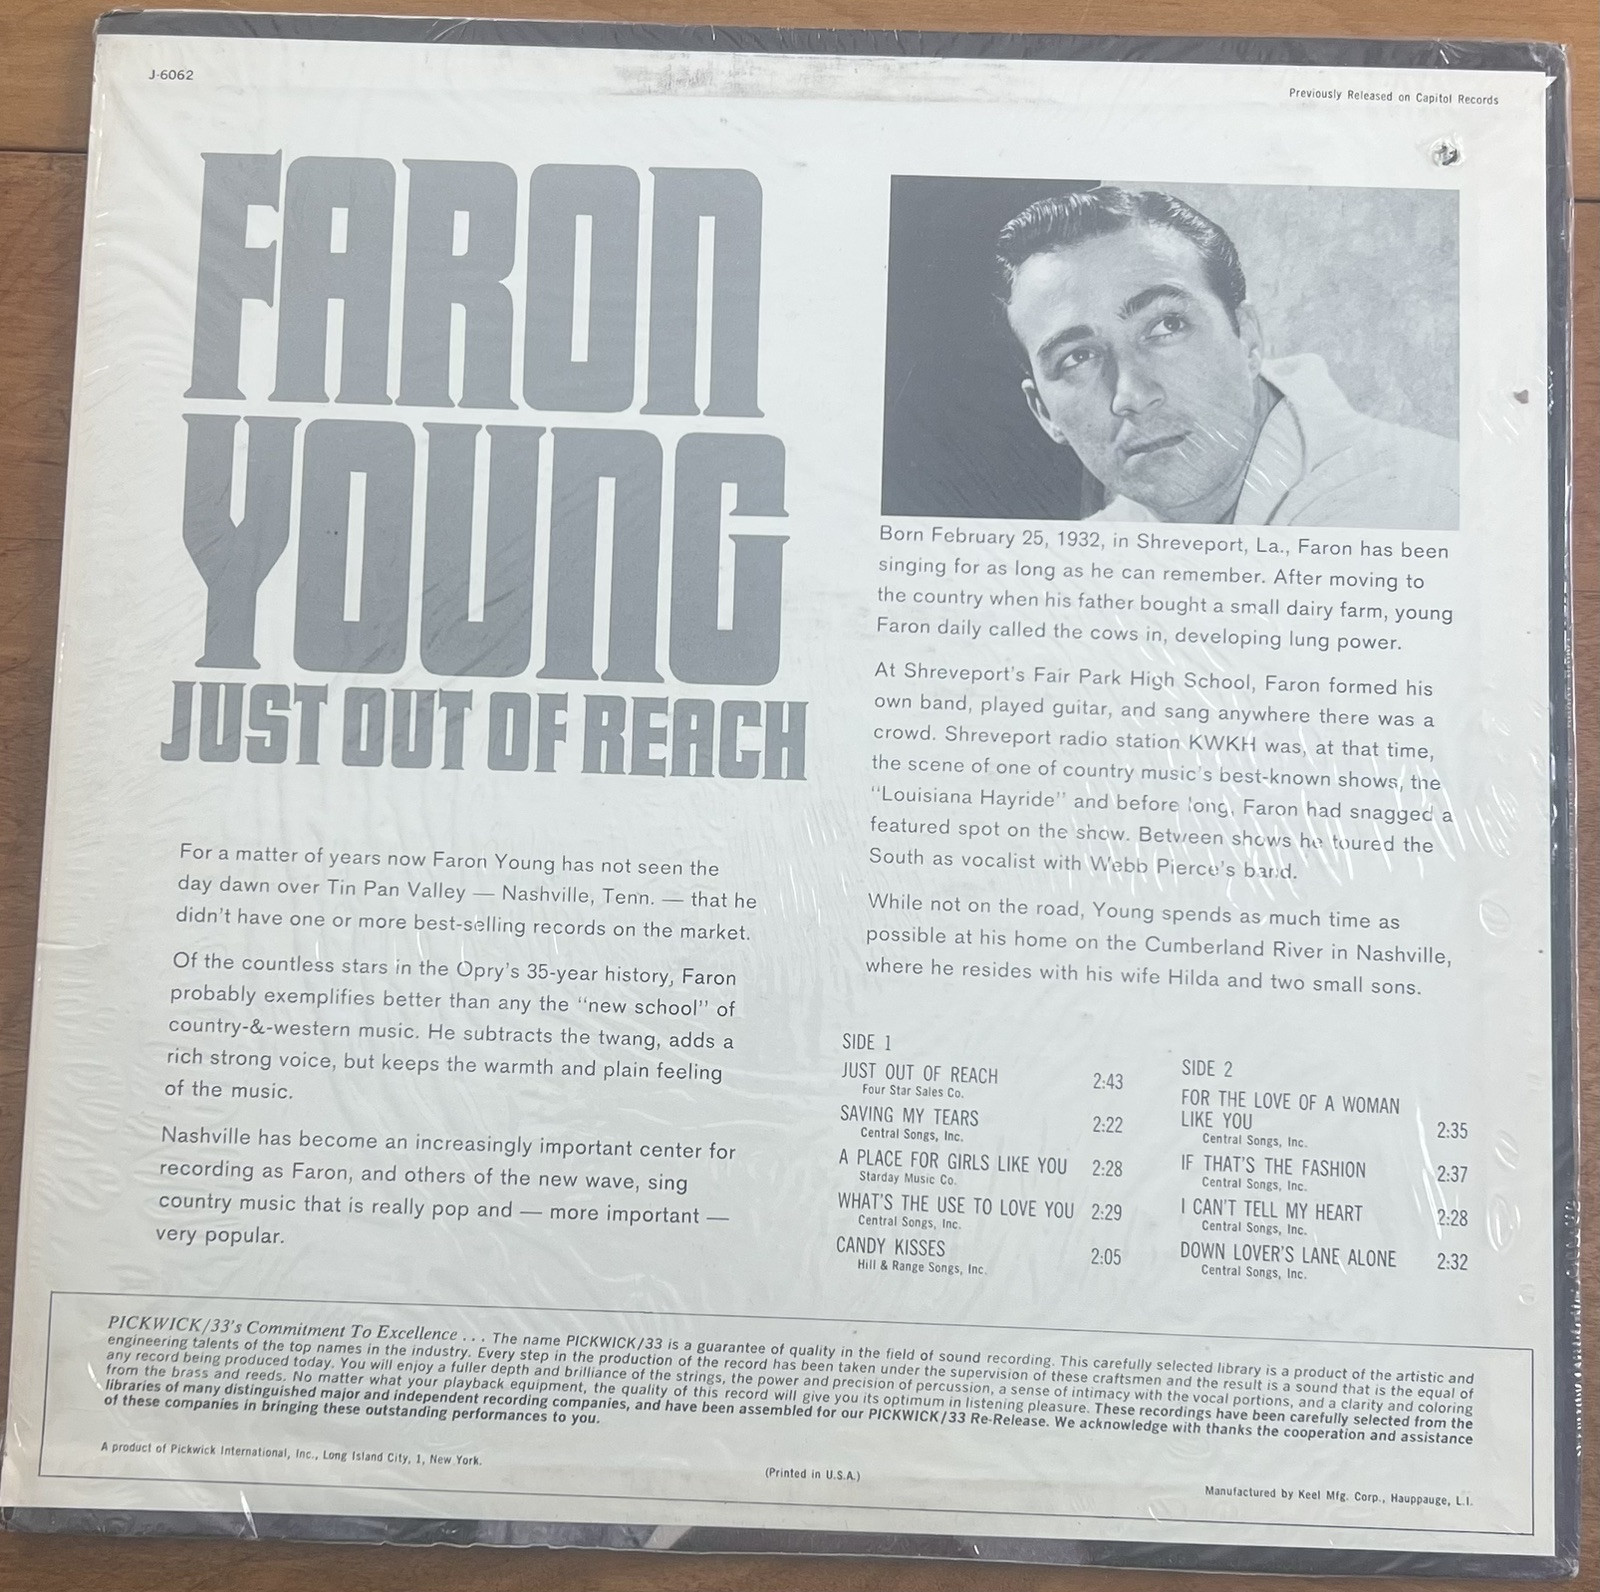 J-6062
Previously Released on Capitol Records
FARON
YOUNG
JUST OUT OF REACH
For a matter of years now Faron Young has not seen the
day dawn over Tin Pan Valley — Nashville, Tenn. — that he
didn't have one or more best-selling records on the market.
Of the countless stars in the Opry's 35-year history, Faron
probably exemplifies better than any the "new school" of
country-&-western music. He subtracts the twang, adds a
rich strong voice, but keeps the warmth and plain feeling
of the music.
Nashville has become an increasingly important center for
recording as Faron, and others of the new wave, sing
country music that is really pop and — more important —
very popular.
Born February 25, 1932, in Shreveport, La., Faron has been
singing for as long as he can remember. After moving to
the country when his father bought a small dairy farm, young
Faron daily called the cows in, developing lung power.
At Shreveport's Fair Park High School, Faron formed his
own band, played guitar, and sang anywhere there was a
crowd. Shreveport radio station KWKH was, at that time,
the scene of one of country music's best-known shows, the
"Louisiana Hayride" and before long, Faron had snagged a
featured spot on the show. Between shows he toured the
South as vocalist with Webb Pierce's band.
While not on the road, Young spends as much time as
possible at his home on the Cumberland River in Nashville,
where he resides with his wife Hilda and two small sons.
SIDE 1
JUST OUT OF REACH 2:43
Four Star Sales Co.
SAVING MY TEARS 2:22
Central Songs, Inc.
A PLACE FOR GIRLS LIKE YOU 2:28
Starday Music Co.
WHAT'S THE USE TO LOVE YOU 2:29
Central Songs, Inc.
CANDY KISSES 2:05
Hill & Range Songs, Inc.
SIDE 2
FOR THE LOVE OF A WOMAN
LIKE YOU 2:35
Central Songs, Inc.
IF THAT'S THE FASHION 2:37
Central Songs, Inc.
I CAN'T TELL MY HEART 2:28
Central Songs, Inc.
DOWN LOVER'S LANE ALONE 2:32
Central Songs, Inc.
PICKWICK/33's Commitment To Excellence . . . The name PICKWICK/33 is a guarantee of quality in the field of sound recording. This carefully selected library is a product of the artistic and
engineering talents of the top names in the industry. Every step in the production of the record has been taken under the supervision of these craftsmen and the result is a sound that is the equal of
any record being produced today. You will enjoy a fuller depth and brilliance of the strings, the power and precision of percussion, a sense of intimacy with the vocal portions, and a clarity and coloring
from the brass and reeds. No matter what your playback equipment, the quality of this record will give you its optimum in listening pleasure. These recordings have been carefully selected from the
libraries of many distinguished major and independent recording companies, and have been assembled for our PICKWICK/33 Re-Release. We acknowledge with thanks the cooperation and assistance
of these companies in bringing these outstanding performances to you.
A product of Pickwick International, Inc., Long Island City, 1, New York.
(Printed in U.S.A.)
Manufactured by Keel Mfg. Corp., Hauppauge, L.I.